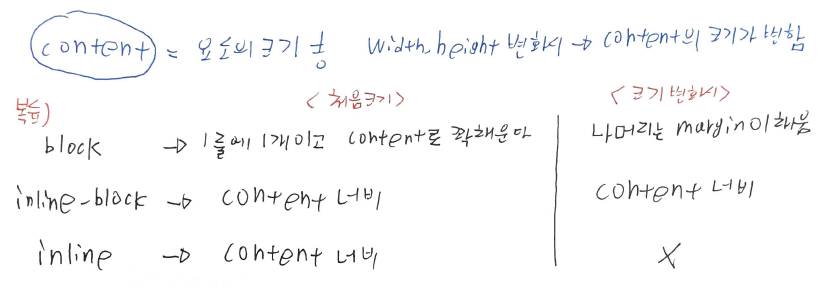 content = 요소의 크기 Width, height 변화시 → content의 크기가 변함
<처음크기> <크기변화시>
복습)
block → 1줄에 1개이고 content로 꽉채운다 나머리는 margin이 채움
inline-block → content 너비 content 너비
inline → content 너비 X